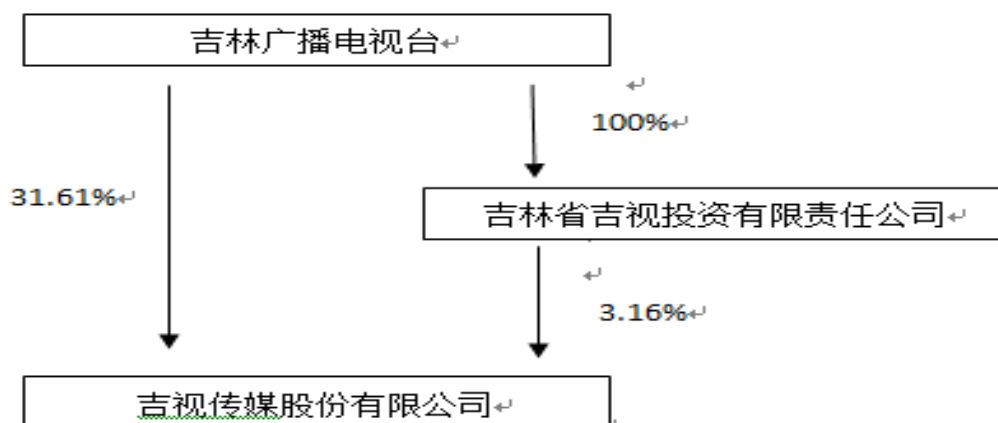 吉林广播电视台
100%
31.61%
吉林省吉视投资有限责任公司
3.16%
吉视传媒股份有限公司